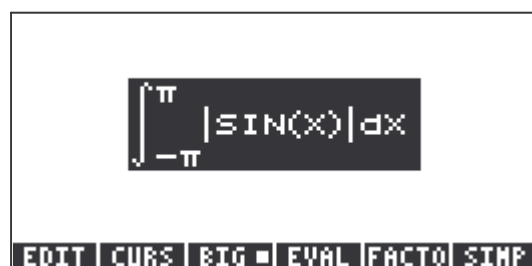 ∫ π -π |SIN(X)|dX
EDIT CURS BIG ■ EVAL FACTO SIMP